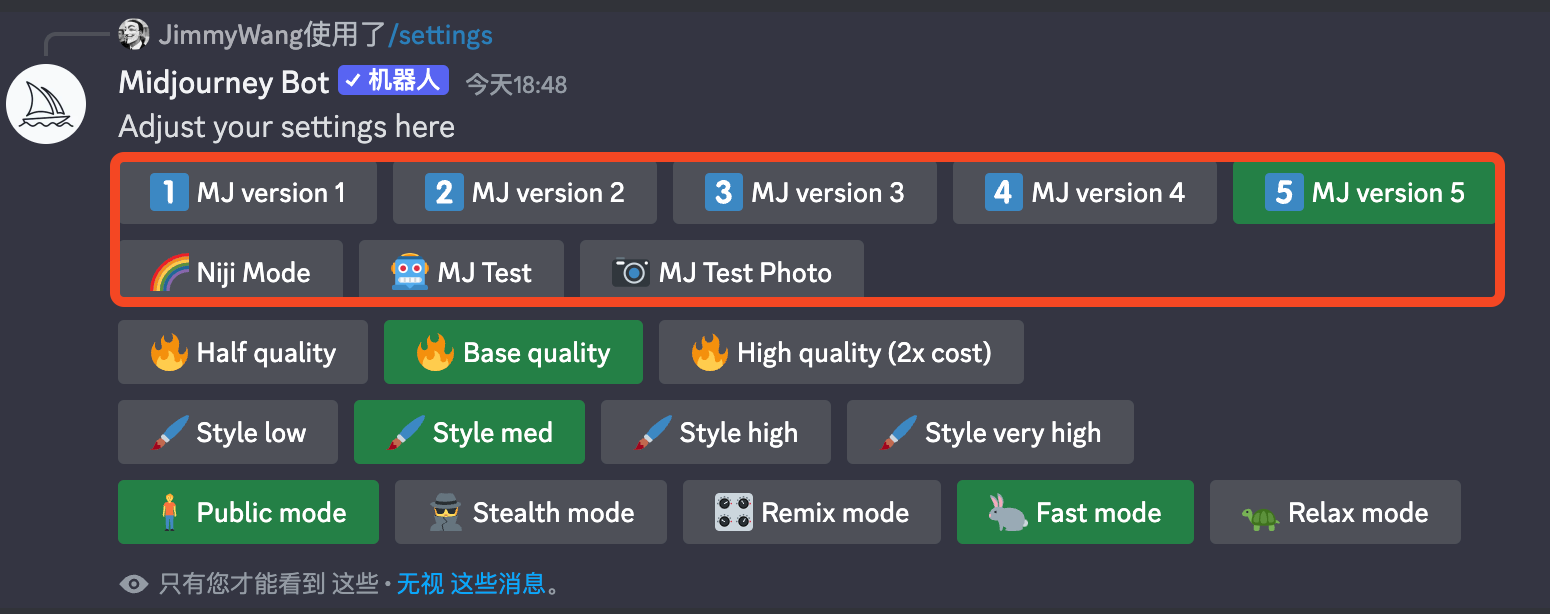 JimmyWang使用了/settings
Midjourney Bot ✓ 机器人 今天18:48
Adjust your settings here
1 MJ version 1 2 MJ version 2 3 MJ version 3 4 MJ version 4 5 MJ version 5
Niji Mode MJ Test MJ Test Photo
Half quality Base quality High quality (2x cost)
Style low Style med Style high Style very high
Public mode Stealth mode Remix mode Fast mode Relax mode
只有您才能看到 这些 • 无视 这些消息。